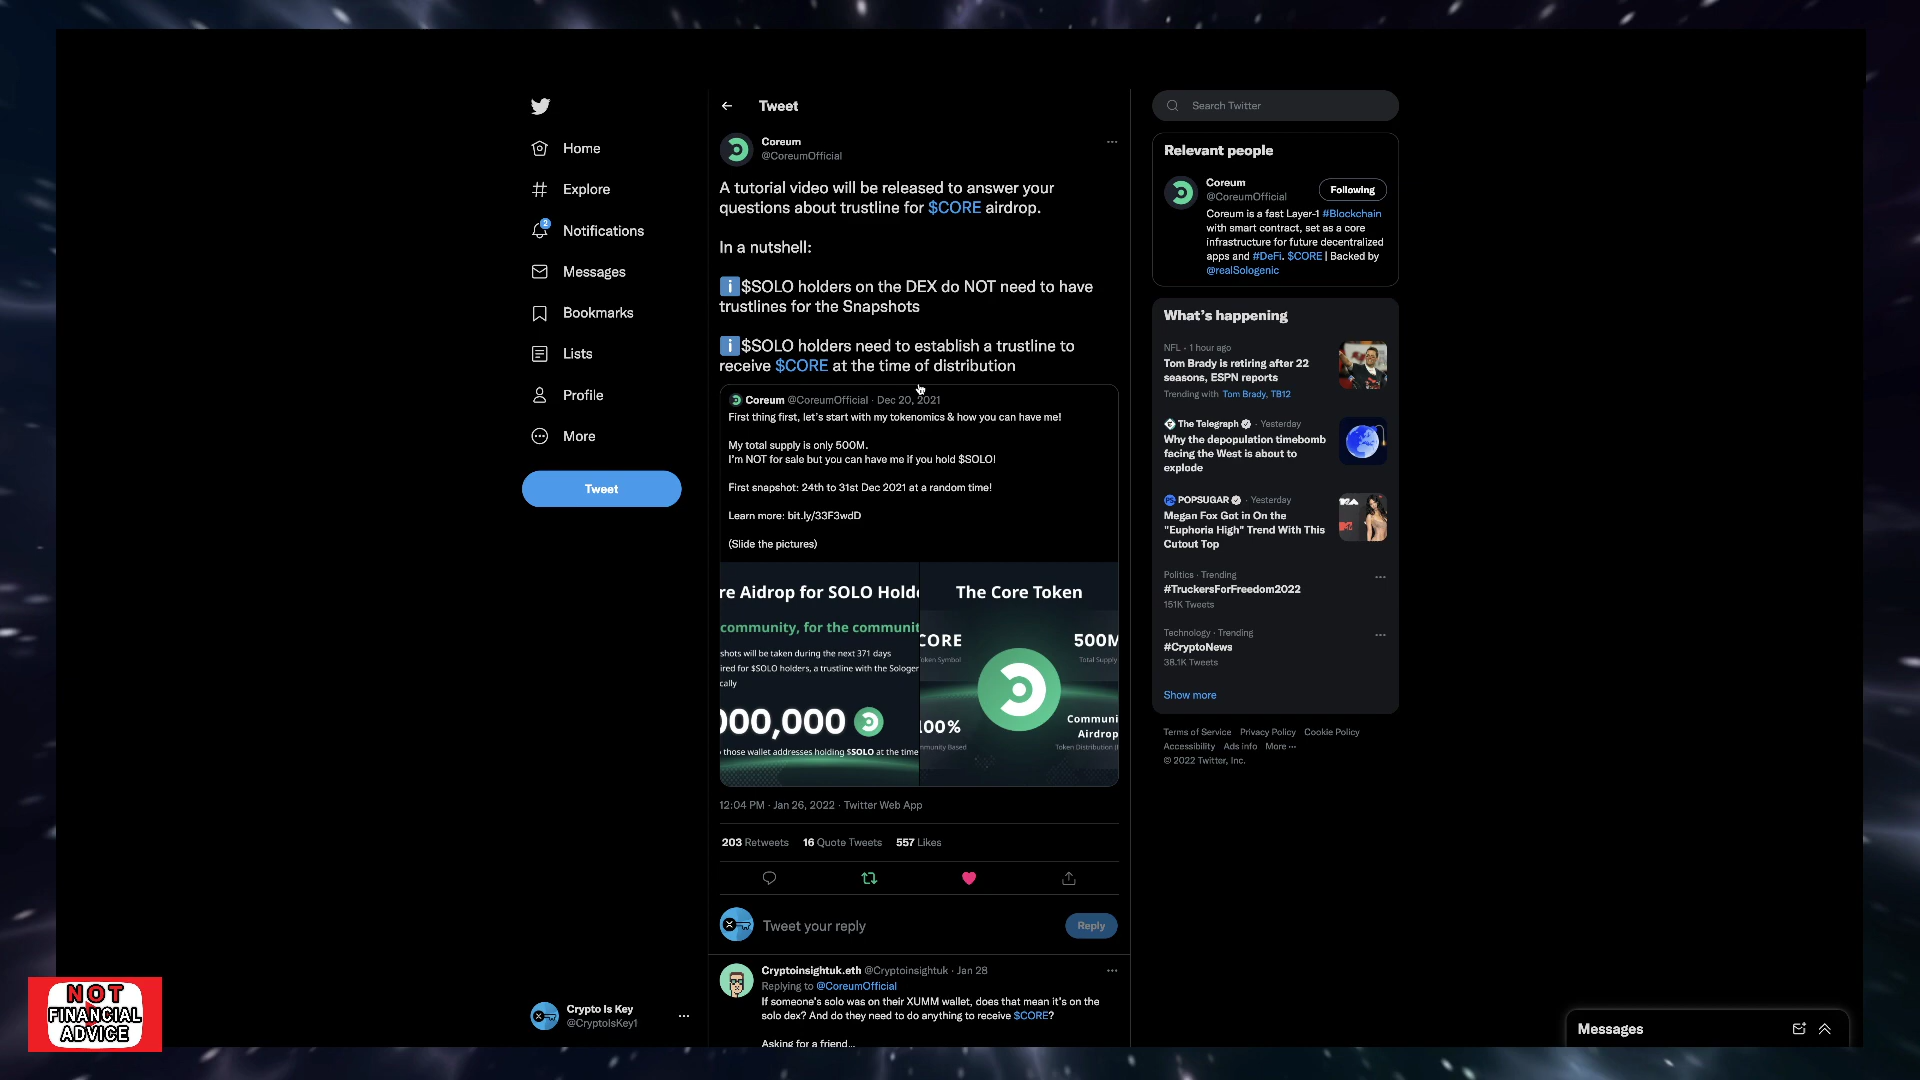 Home
Explore
2
Notifications
Messages
Bookmarks
Lists
Profile
More
Tweet
Crypto Is Key
@CryptoIsKey1
NOT
FINANCIAL
ADVICE
Tweet
Coreum
@CoreumOfficial
A tutorial video will be released to answer your
questions about trustline for $CORE airdrop.
In a nutshell:
ℹ️$SOLO holders on the DEX do NOT need to have
trustlines for the Snapshots
ℹ️$SOLO holders need to establish a trustline to
receive $CORE at the time of distribution
Coreum @CoreumOfficial · Dec 20, 2021
First thing first, let's start with my tokenomics & how you can have me!
My total supply is only 500M.
I'm NOT for sale but you can have me if you hold $SOLO!
First snapshot: 24th to 31st Dec 2021 at a random time!
Learn more: bit.ly/33F3wdD
(Slide the pictures)
re Aidrop for SOLO Holde
community, for the communit
shots will be taken during the next 371 days
ired for $SOLO holders, a trustline with the Sologer
cally
000,000
those wallet addresses holding $SOLO at the time
The Core Token
CORE
oken Symbol
500M
Total Supply
100%
mmunity Based
Communi
Airdrop
Token Distribution (
12:04 PM · Jan 26, 2022 · Twitter Web App
203 Retweets 16 Quote Tweets 557 Likes
Tweet your reply
Reply
Cryptoinsightuk.eth @Cryptoinsightuk · Jan 28
Replying to @CoreumOfficial
If someone's solo was on their XUMM wallet, does that mean it's on the
solo dex? And do they need to do anything to receive $CORE?
Asking for a friend...
Search Twitter
Relevant people
Coreum
@CoreumOfficial
Following
Coreum is a fast Layer-1 #Blockchain
with smart contract, set as a core
infrastructure for future decentralized
apps and #DeFi. $CORE | Backed by
@realSologenic
What's happening
NFL · 1 hour ago
Tom Brady is retiring after 22
seasons, ESPN reports
Trending with Tom Brady, TB12
The Telegraph · Yesterday
Why the depopulation timebomb
facing the West is about to
explode
POPSUGAR · Yesterday
Megan Fox Got in On the
"Euphoria High" Trend With This
Cutout Top
Politics · Trending
#TruckersForFreedom2022
151K Tweets
Technology · Trending
#CryptoNews
38.1K Tweets
Show more
Terms of Service Privacy Policy Cookie Policy
Accessibility Ads info More ···
© 2022 Twitter, Inc.
Messages